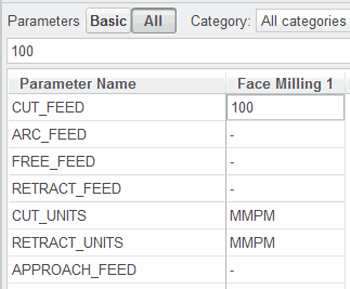 Parameters Basic All Category: All categories
100
Parameter Name Face Milling 1
CUT_FEED 100
ARC_FEED -
FREE_FEED -
RETRACT_FEED -
CUT_UNITS MMPM
RETRACT_UNITS MMPM
APPROACH_FEED -